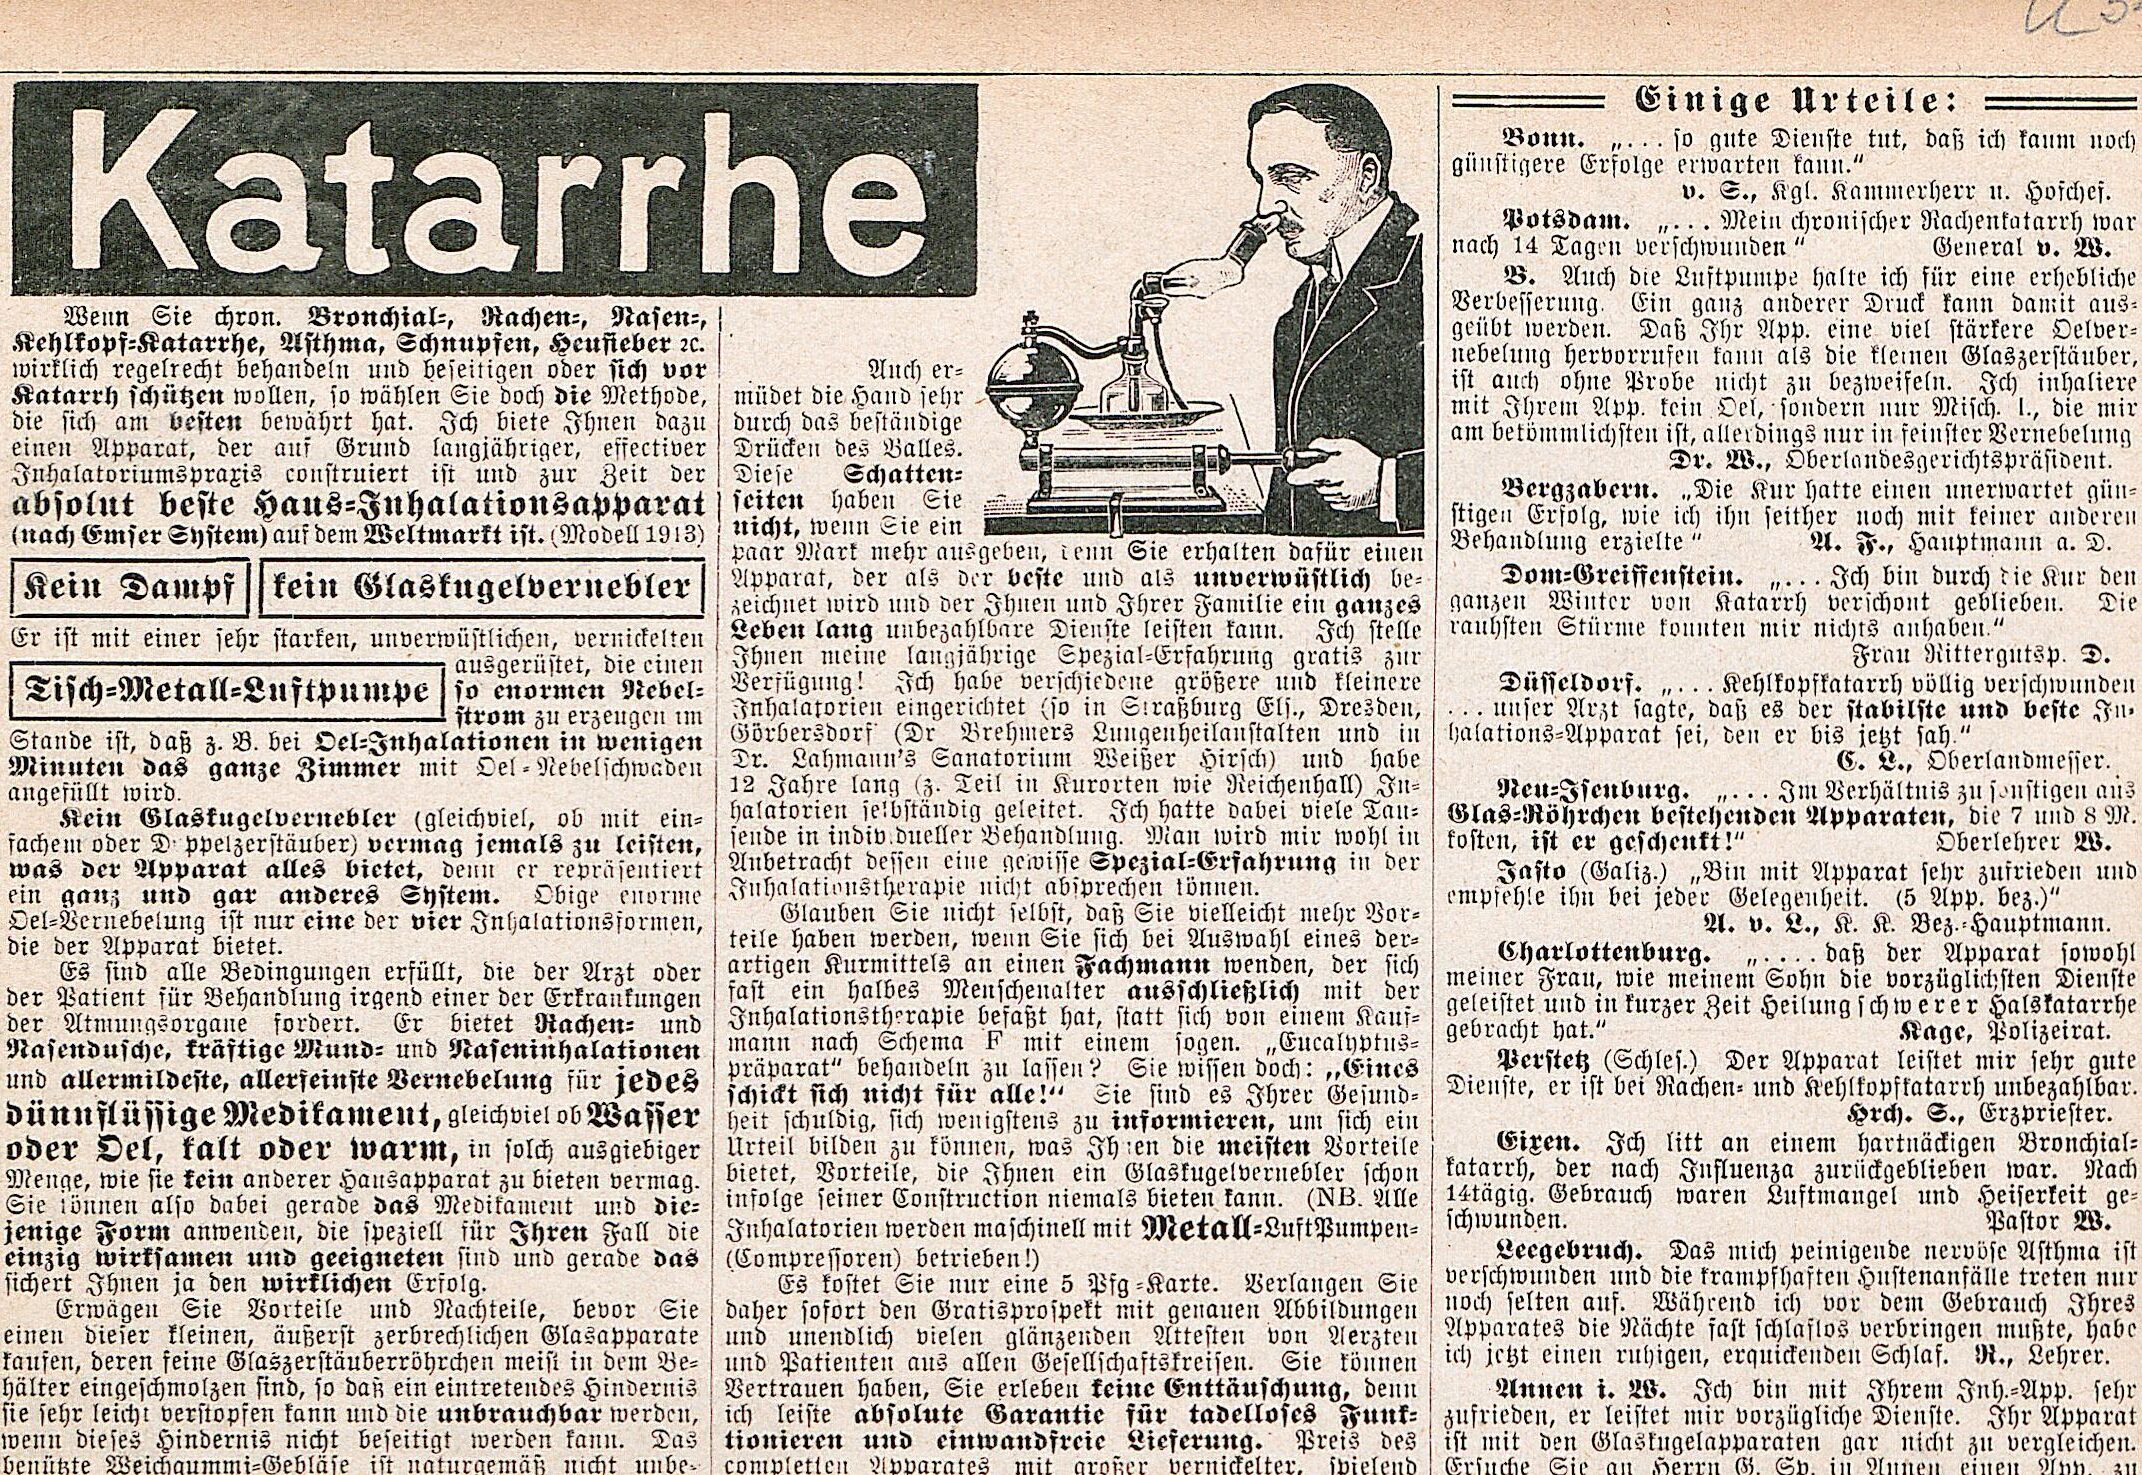 Katarrhe
Wenn Sie chron. Bronchial-, Rachen-, Nasen-,
Kehlkopf-Katarrhe, Asthma, Schnupfen, Heufieber ꝛc.
wirklich regelrecht behandeln und beseitigen oder sich vor
Katarrh schützen wollen, so wählen Sie doch die Methode,
die sich am besten bewährt hat. Ich biete Ihnen dazu
einen Apparat, der auf Grund langjähriger, effectiver
Inhalatoriumspraxis construiert ist und zur Zeit der
absolut beste Haus-Inhalationsapparat
(nach Emser System) auf dem Weltmarkt ist. (Modell 1913)
Kein Dampf kein Glaskugelvernebler
Er ist mit einer sehr starken, unverwüstlichen, vernickelten
Tisch-Metall-Luftpumpe
ausgerüstet, die einen
so enormen Nebel-
strom zu erzeugen im
Stande ist, daß z. B. bei Oel-Inhalationen in wenigen
Minuten das ganze Zimmer mit Oel-Nebelschwaden
angefüllt wird.
Kein Glaskugelvernebler (gleichviel, ob mit ein-
fachem oder D ppelzerstäuber) vermag jemals zu leisten,
was der Apparat alles bietet, denn er repräsentiert
ein ganz und gar anderes System. Obige enorme
Oel-Vernebelung ist nur eine der vier Inhalationsformen,
die der Apparat bietet.
Es sind alle Bedingungen erfüllt, die der Arzt oder
der Patient für Behandlung irgend einer der Erkrankungen
der Atmungsorgane fordert. Er bietet Rachen- und
Nasendusche, kräftige Mund- und Naseninhalationen
und allermildeste, allerfeinste Vernebelung für jedes
dünnflüssige Medikament, gleichviel ob Wasser
oder Oel, kalt oder warm, in solch ausgiebiger
Menge, wie sie kein anderer Hausapparat zu bieten vermag.
Sie können also dabei gerade das Medikament und die-
jenige Form anwenden, die speziell für Ihren Fall die
einzig wirksamen und geeigneten sind und gerade das
sichert Ihnen ja den wirklichen Erfolg.
Erwägen Sie Vorteile und Nachteile, bevor Sie
einen dieser kleinen, äußerst zerbrechlichen Glasapparate
kaufen, deren feine Glaszerstäuberröhrchen meist in dem Be-
hälter eingeschmolzen sind, so daß ein eintretendes Hindernis
sie sehr leicht verstopfen kann und die unbrauchbar werden,
wenn dieses Hindernis nicht beseitigt werden kann. Das
benützte Weichgummi-Gebläse ist naturgemäß nicht unbe-
Auch er-
müdet die Hand sehr
durch das beständige
Drücken des Balles.
Diese Schatten-
seiten haben Sie
nicht, wenn Sie ein
paar Mark mehr ausgeben, denn Sie erhalten dafür einen
Apparat, der als der beste und als unverwüstlich be-
zeichnet wird und der Ihnen und Ihrer Familie ein ganzes
Leben lang unbezahlbare Dienste leisten kann. Ich stelle
Ihnen meine langjährige Spezial-Erfahrung gratis zur
Verfügung! Ich habe verschiedene größere und kleinere
Inhalatorien eingerichtet (so in Straßburg Els., Dresden,
Görbersdorf (Dr Brehmers Lungenheilanstalten und in
Dr. Lahmann's Sanatorium Weißer Hirsch) und habe
12 Jahre lang (z. Teil in Kurorten wie Reichenhall) In-
halatorien selbständig geleitet. Ich hatte dabei viele Tau-
sende in individueller Behandlung. Man wird mir wohl in
Anbetracht dessen eine gewisse Spezial-Erfahrung in der
Inhalationstherapie nicht absprechen können.
Glauben Sie nicht selbst, daß Sie vielleicht mehr Vor-
teile haben werden, wenn Sie sich bei Auswahl eines der-
artigen Kurmittels an einen Fachmann wenden, der sich
fast ein halbes Menschenalter ausschließlich mit der
Inhalationstherapie befaßt hat, statt sich von einem Kauf-
mann nach Schema F mit einem sogen. „Eucalyptus-
präparat“ behandeln zu lassen? Sie wissen doch: „Eines
schickt sich nicht für alle!“ Sie sind es Ihrer Gesund-
heit schuldig, sich wenigstens zu informieren, um sich ein
Urteil bilden zu können, was Ihnen die meisten Vorteile
bietet, Vorteile, die Ihnen ein Glaskugelvernebler schon
infolge seiner Construction niemals bieten kann. (NB. Alle
Inhalatorien werden maschinell mit Metall-LuftPumpen-
(Compressoren) betrieben!)
Es kostet Sie nur eine 5 Pfg-Karte. Verlangen Sie
daher sofort den Gratisprospekt mit genauen Abbildungen
und unendlich vielen glänzenden Attesten von Aerzten
und Patienten aus allen Gesellschaftskreisen. Sie können
Vertrauen haben, Sie erleben keine Enttäuschung, denn
ich leiste absolute Garantie für tadelloses Funk-
tionieren und einwandfreie Lieferung. Preis des
completten Apparates mit großer vernickelter, spielend
Einige Urteile:
Bonn. „... so gute Dienste tut, daß ich kaum noch
günstigere Erfolge erwarten kann.“
v. S., Kgl. Kammerherr u. Hofchef.
Potsdam. „... Mein chronischer Rachenkatarrh war
nach 14 Tagen verschwunden“ General v. W.
B. Auch die Luftpumpe halte ich für eine erhebliche
Verbesserung. Ein ganz anderer Druck kann damit aus-
geübt werden. Daß Ihr App. eine viel stärkere Oelver-
nebelung hervorrufen kann als die kleinen Glaszerstäuber,
ist auch ohne Probe nicht zu bezweifeln. Ich inhaliere
mit Ihrem App. kein Oel, sondern nur Misch. I., die mir
am betömmlichsten ist, allerdings nur in feinster Vernebelung
Dr. W., Oberlandesgerichtspräsident.
Bergzabern. „Die Kur hatte einen unerwartet gün-
stigen Erfolg, wie ich ihn seither noch mit keiner anderen
Behandlung erzielte“ A. F., Hauptmann a. D.
Dom-Greiffenstein. „... Ich bin durch die Kur den
ganzen Winter von Katarrh verschont geblieben. Die
rauhsten Stürme konnten mir nichts anhaben.“
Frau Rittergutsp. D.
Düsseldorf. „... Kehlkopfkatarrh völlig verschwunden
... unser Arzt sagte, daß es der stabilste und beste In-
halations-Apparat sei, den er bis jetzt sah.“
C. L., Oberlandmesser.
Neu-Isenburg. „... Im Verhältnis zu sonstigen aus
Glas-Röhrchen bestehenden Apparaten, die 7 und 8 M.
kosten, ist er geschenkt!“ Oberlehrer W.
Jasto (Galiz.) „Bin mit Apparat sehr zufrieden und
empfehle ihn bei jeder Gelegenheit. (5 App. bez.)“
A. v. L., K. K. Bez.-Hauptmann.
Charlottenburg. „.... daß der Apparat sowohl
meiner Frau, wie meinem Sohn die vorzüglichsten Dienste
geleistet und in kurzer Zeit Heilung schwerer Halskatarrhe
gebracht hat.“ Kage, Polizeirat.
Perstetz (Schles.) Der Apparat leistet mir sehr gute
Dienste, er ist bei Rachen- und Kehlkopfkatarrh unbezahlbar.
Hrch. S., Erzpriester.
Eixen. Ich litt an einem hartnäckigen Bronchial-
katarrh, der nach Influenza zurückgeblieben war. Nach
14tägig. Gebrauch waren Luftmangel und Heiserkeit ge-
schwunden. Pastor W.
Leegebruch. Das mich peinigende nervöse Asthma ist
verschwunden und die krampfhaften Hustenanfälle treten nur
noch selten auf. Während ich vor dem Gebrauch Ihres
Apparates die Nächte fast schlaflos verbringen mußte, habe
ich jetzt einen ruhigen, erquickenden Schlaf. R., Lehrer.
Annen i. W. Ich bin mit Ihrem Inh.-App. sehr
zufrieden, er leistet mir vorzügliche Dienste. Ihr Apparat
ist mit den Glaskugelapparaten gar nicht zu vergleichen.
Ersuche Sie an Herrn G. Sp. in Annen einen App. zu